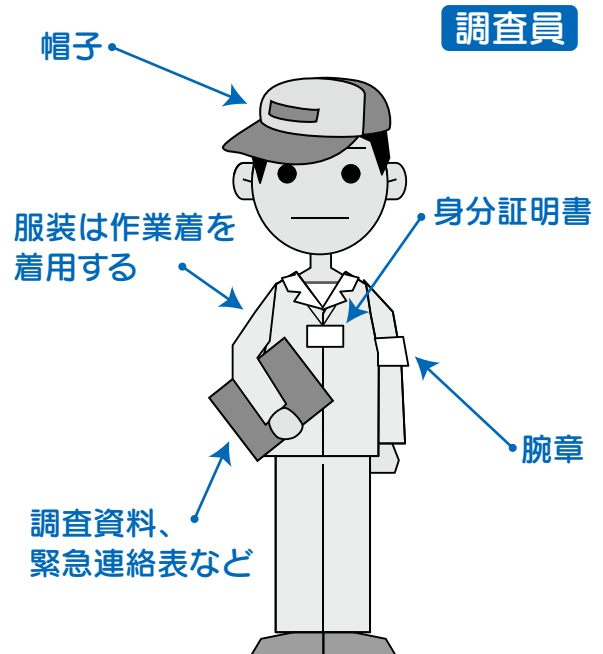 調査員
帽子
身分証明書
服装は作業着を
着用する
腕章
調査資料、
緊急連絡表など